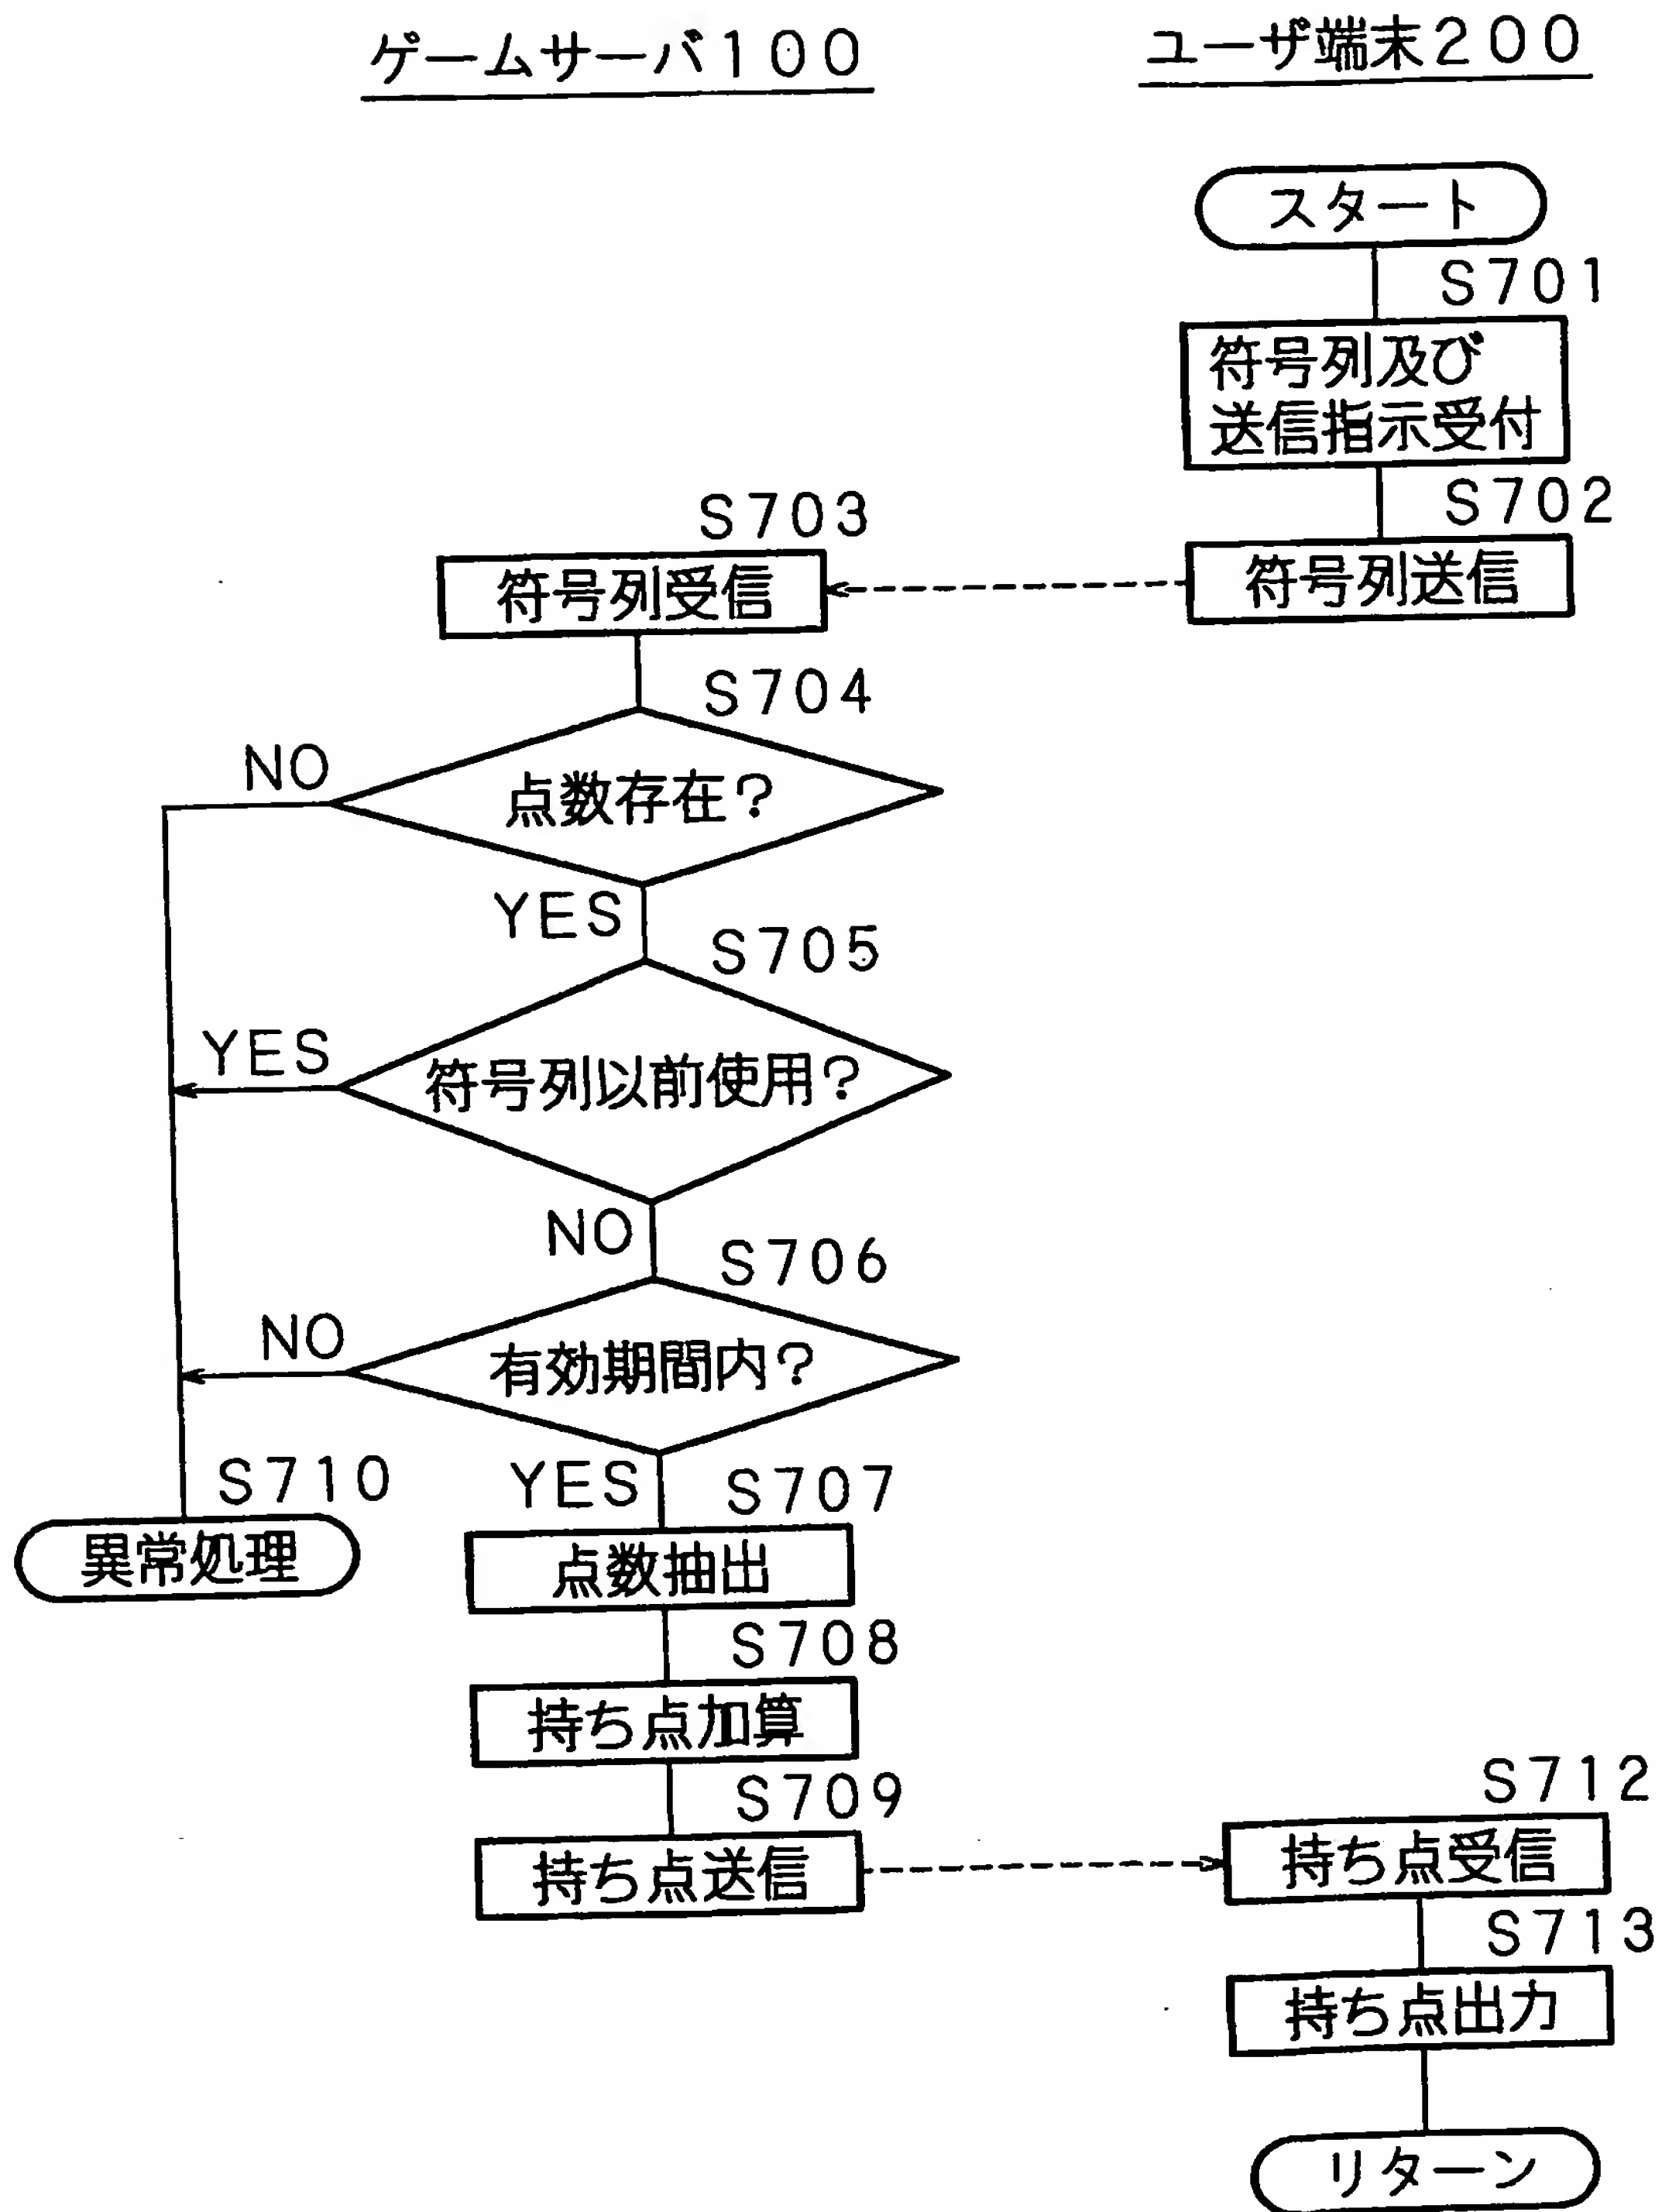 ゲームサーバ100
ユーザ端末200
スタート
S701
符号列及び
送信指示受付
S702
符号列送信
S703
符号列受信
S704
点数存在?
NO
YES
S705
符号列以前使用?
YES
NO
S706
有効期間内?
NO
YES
S710
異常処理
S707
点数抽出
S708
持ち点加算
S709
持ち点送信
S712
持ち点受信
S713
持ち点出力
リターン